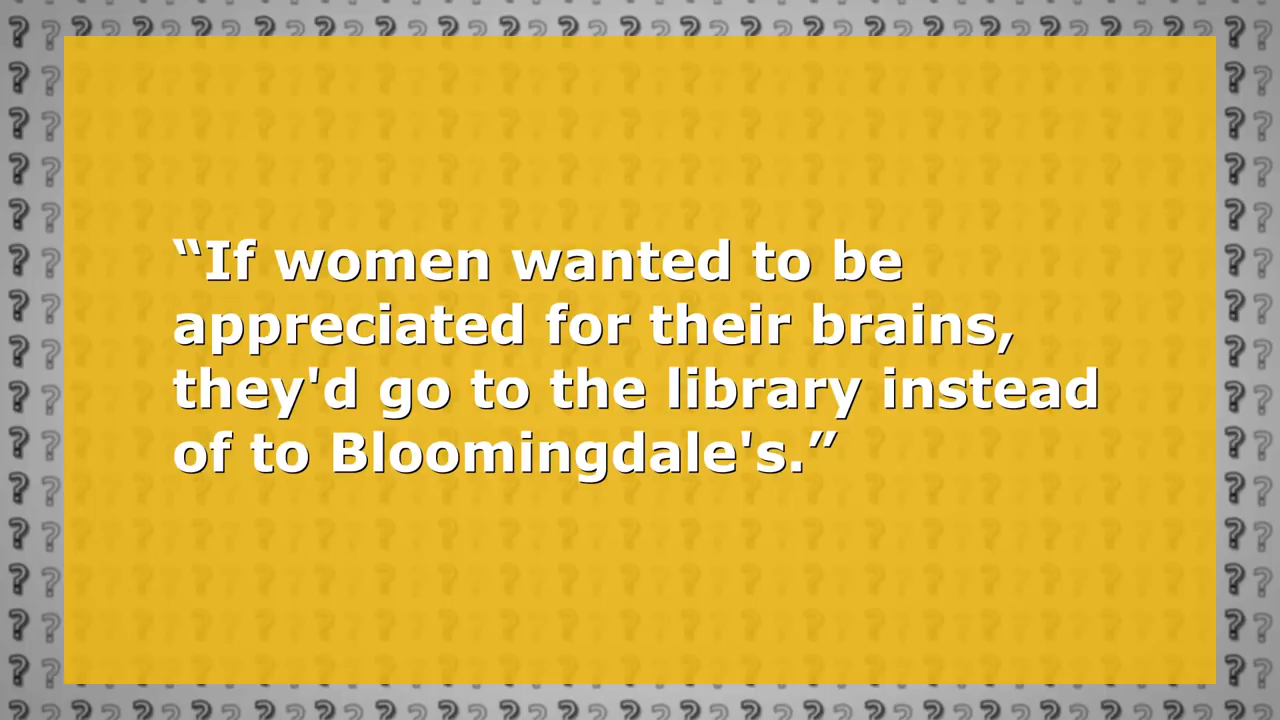 “If women wanted to be
appreciated for their brains,
they'd go to the library instead
of to Bloomingdale's.”